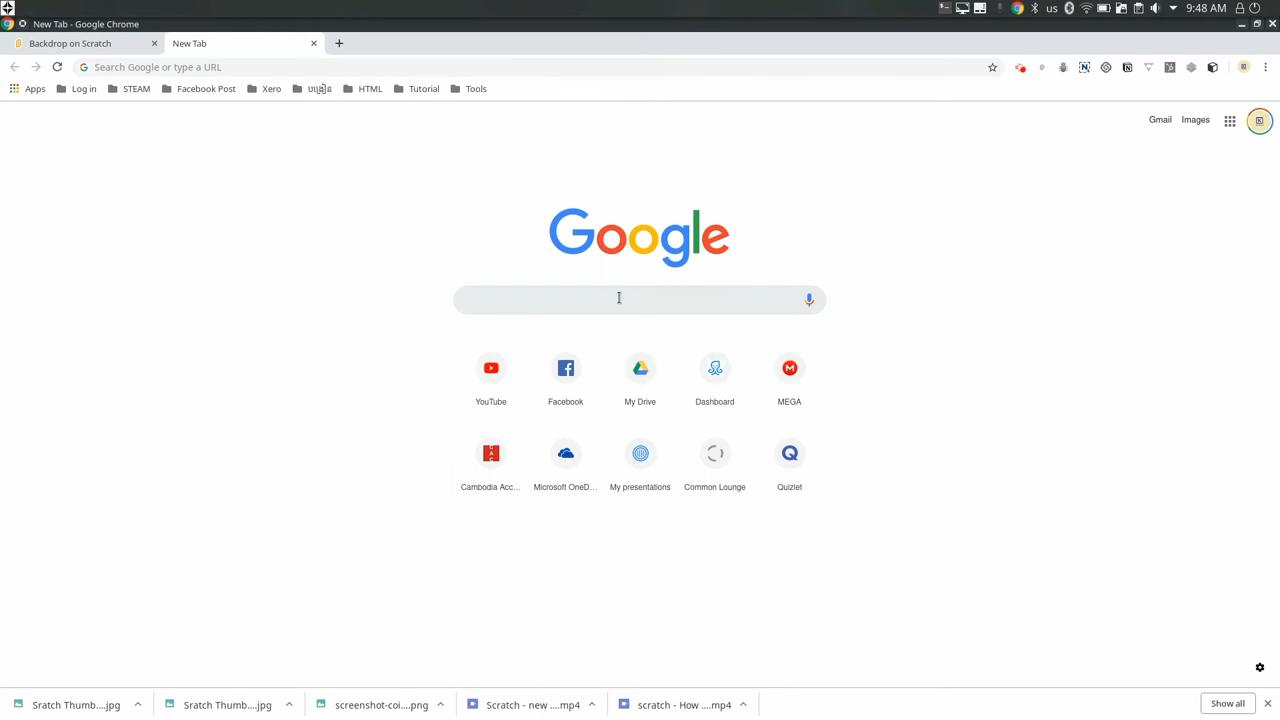 us 9:48 AM
New Tab - Google Chrome
Backdrop on Scratch New Tab
Search Google or type a URL
Apps Log in STEAM Facebook Post Xero HTML Tutorial Tools
Gmail Images
Google
YouTube Facebook My Drive Dashboard MEGA
Cambodia Acc... Microsoft OneD... My presentations Common Lounge Quizlet
Sratch Thumb....jpg Sratch Thumb....jpg screenshot-coi....png Scratch - new ....mp4 scratch - How ....mp4 Show all